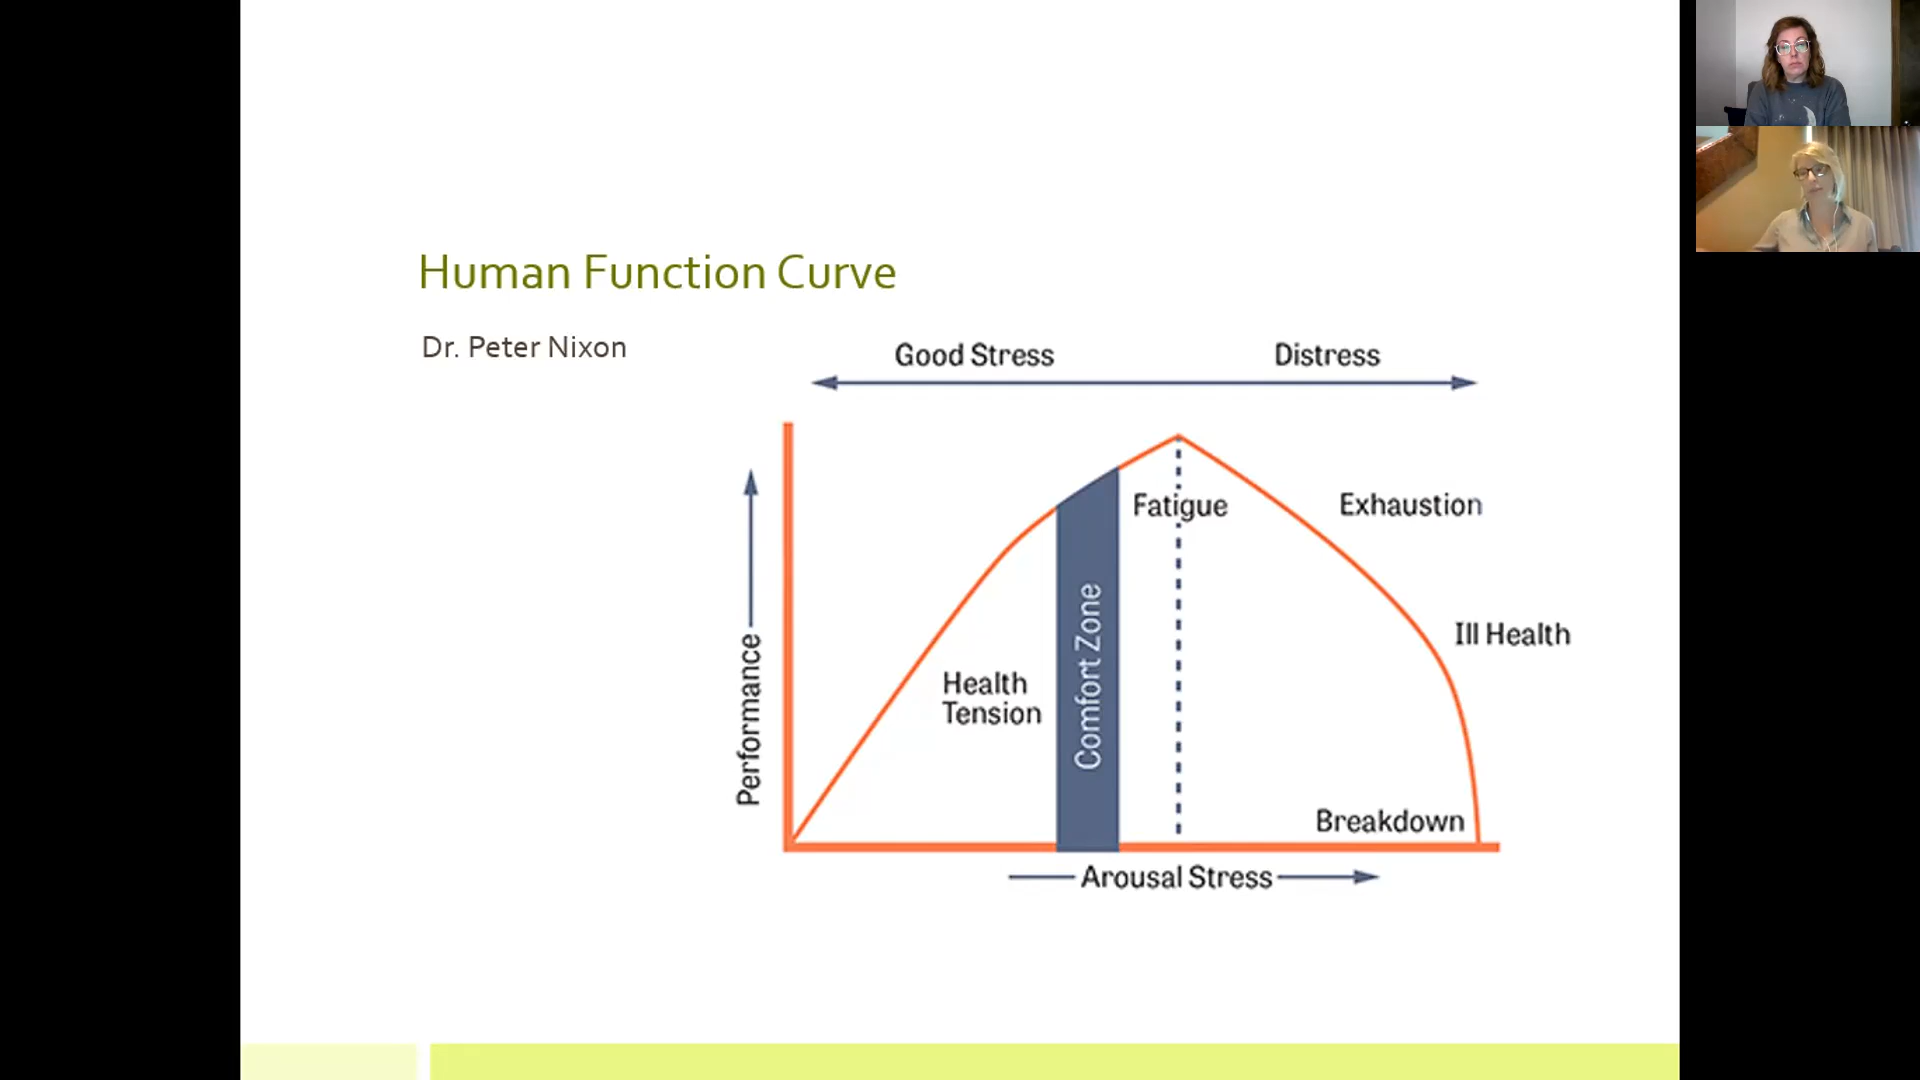 Human Function Curve
Dr. Peter Nixon
Good Stress
Distress
Fatigue
Exhaustion
Ill Health
Health
Tension
Comfort Zone
Performance
Breakdown
Arousal Stress